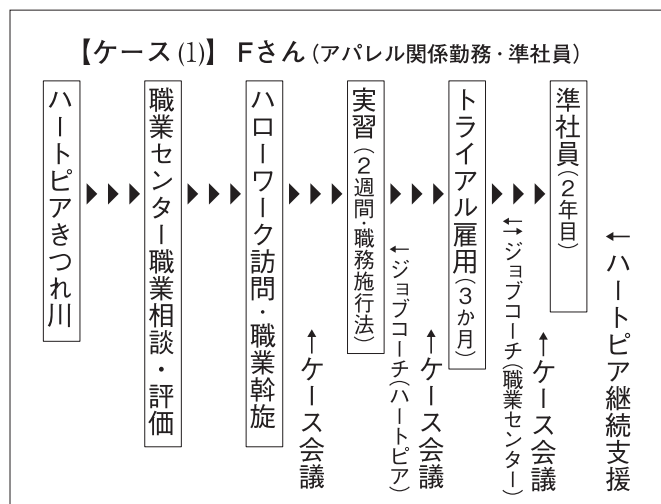 【ケース(1)】 Fさん(アパレル関係勤務・準社員)
ハートピアきつれ川
職業センター職業相談・評価
ハローワーク訪問・職業斡旋
↑ケース会議
実習(2週間・職務施行法)
←ジョブコーチ(ハートピア)
↑ケース会議
トライアル雇用(3か月)
←→ジョブコーチ(職業センター)
↑ケース会議
準社員(2年目)
←ハートピア継続支援